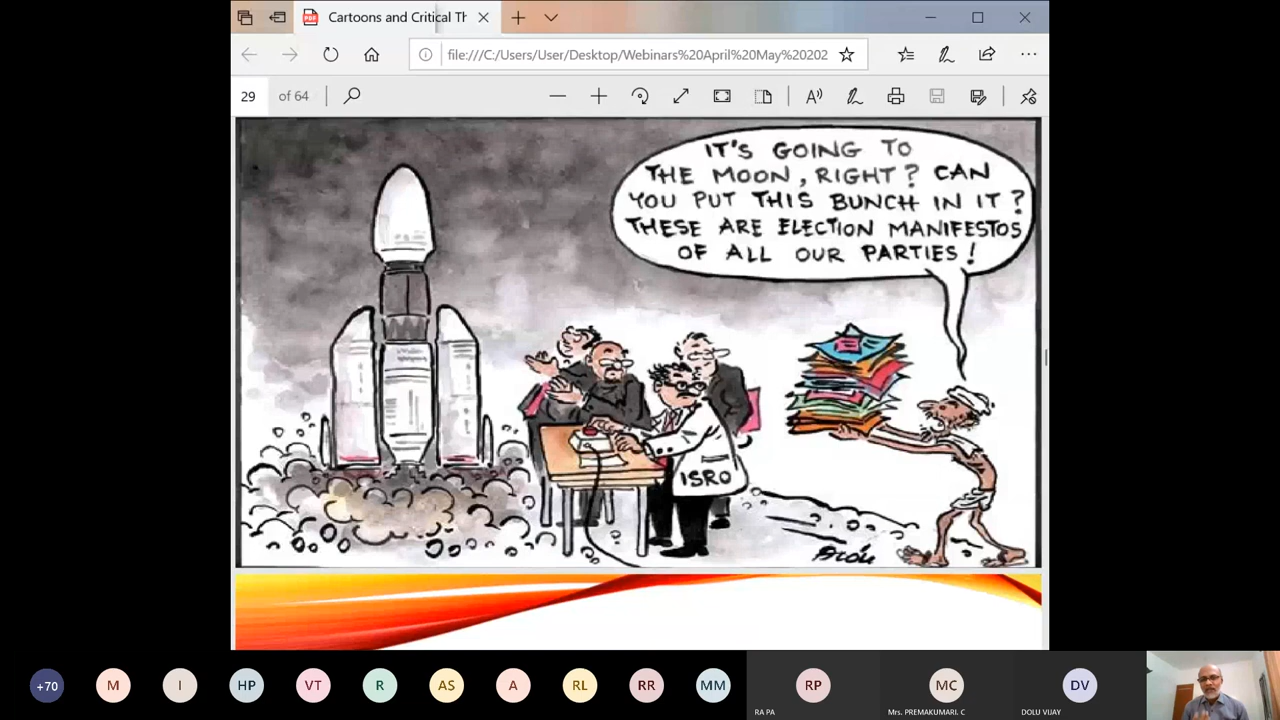 Cartoons and Critical Th
file:///C:/Users/User/Desktop/Webinars%20April%20May%20202
29 of 64
IT'S GOING TO
THE MOON, RIGHT? CAN
YOU PUT THIS BUNCH IN IT?
THESE ARE ELECTION MANIFESTOS
OF ALL OUR PARTIES!
ISRO
+70 M I HP VT R AS A RL RR MM RP MC DV
RA PA Mrs. PREMAKUMARI. C DOLU VIJAY